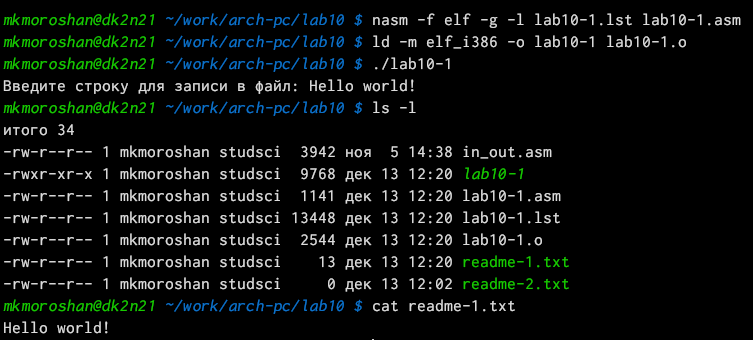 mkmoroshan@dk2n21 ~/work/arch-pc/lab10 $ nasm -f elf -g -l lab10-1.lst lab10-1.asm
mkmoroshan@dk2n21 ~/work/arch-pc/lab10 $ ld -m elf_i386 -o lab10-1 lab10-1.o
mkmoroshan@dk2n21 ~/work/arch-pc/lab10 $ ./lab10-1
Введите строку для записи в файл: Hello world!
mkmoroshan@dk2n21 ~/work/arch-pc/lab10 $ ls -l
итого 34
-rw-r--r-- 1 mkmoroshan studsci  3942 ноя  5 14:38 in_out.asm
-rwxr-xr-x 1 mkmoroshan studsci  9768 дек 13 12:20 lab10-1
-rw-r--r-- 1 mkmoroshan studsci  1141 дек 13 12:20 lab10-1.asm
-rw-r--r-- 1 mkmoroshan studsci 13448 дек 13 12:20 lab10-1.lst
-rw-r--r-- 1 mkmoroshan studsci  2544 дек 13 12:20 lab10-1.o
-rw-r--r-- 1 mkmoroshan studsci    13 дек 13 12:20 readme-1.txt
-rw-r--r-- 1 mkmoroshan studsci     0 дек 13 12:02 readme-2.txt
mkmoroshan@dk2n21 ~/work/arch-pc/lab10 $ cat readme-1.txt
Hello world!